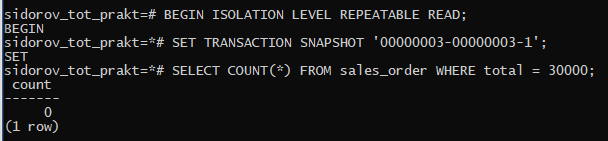 sidorov_tot_prakt=# BEGIN ISOLATION LEVEL REPEATABLE READ;
BEGIN
sidorov_tot_prakt=*# SET TRANSACTION SNAPSHOT '00000003-00000003-1';
SET
sidorov_tot_prakt=*# SELECT COUNT(*) FROM sales_order WHERE total = 30000;
 count
-------
     0
(1 row)